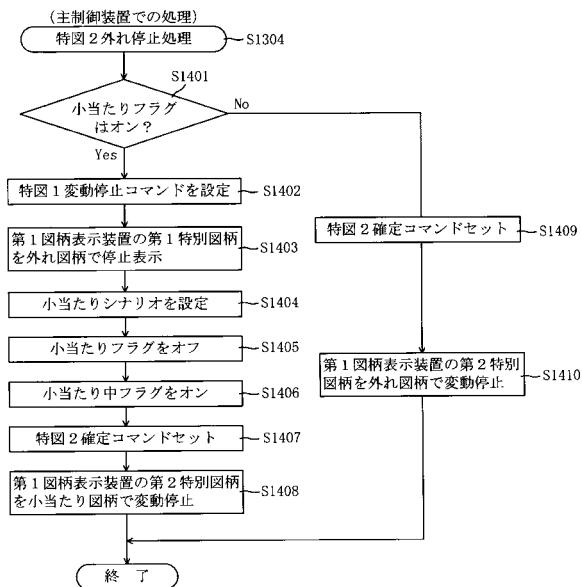 (主制御装置での処理)
特図2外れ停止処理
S1304
S1401
小当たりフラグ
はオン?
No
Yes
特図1変動停止コマンドを設定
S1402
第1図柄表示装置の第1特別図柄
を外れ図柄で停止表示
S1403
小当たりシナリオを設定
S1404
小当たりフラグをオフ
S1405
小当たり中フラグをオン
S1406
特図2確定コマンドセット
S1407
第1図柄表示装置の第2特別図柄
を小当たり図柄で変動停止
S1408
特図2確定コマンドセット
S1409
第1図柄表示装置の第2特別
図柄を外れ図柄で変動停止
S1410
終了